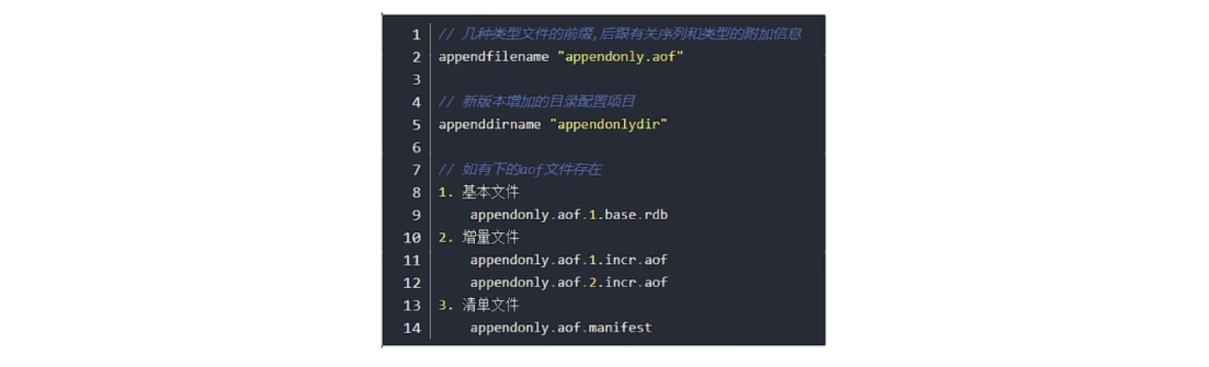 1 // 几种类型文件的前缀,后跟有关序列和类型的附加信息
2 appendfilename "appendonly.aof"
3
4 // 新版本增加的目录配置项目
5 appenddirname "appendonlydir"
6
7 // 如有下的aof文件存在
8 1. 基本文件
9 appendonly.aof.1.base.rdb
10 2. 增量文件
11 appendonly.aof.1.incr.aof
12 appendonly.aof.2.incr.aof
13 3. 清单文件
14 appendonly.aof.manifest